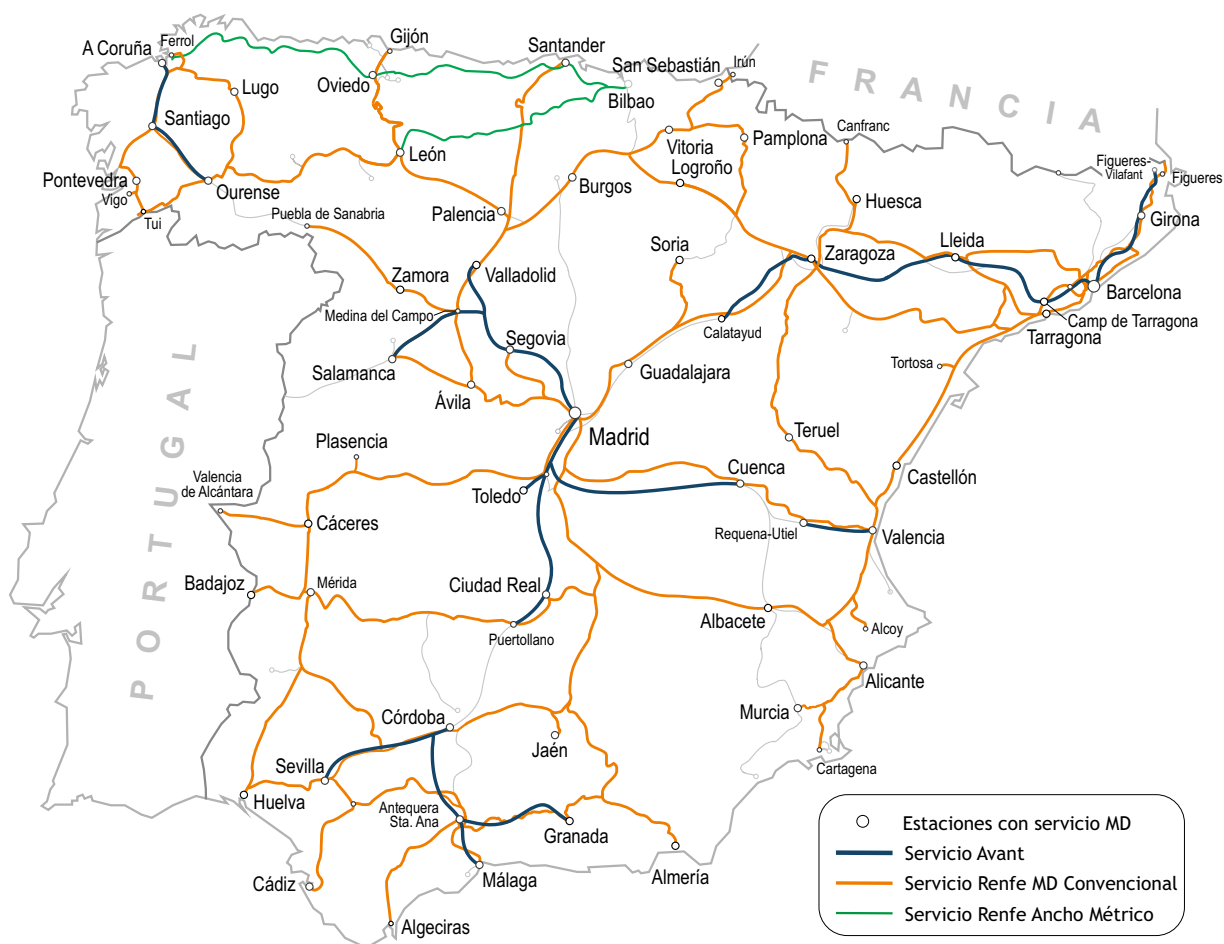 Gijón
Ferrol
A Coruña
Santander
San Sebastián
Irún
FRANCIA
Oviedo
Bilbao
Lugo
Santiago
Vitoria
Pamplona
Canfranc
León
Logroño
Figueres-
Vilafant
Figueres
Pontevedra
Ourense
Burgos
Vigo
Huesca
Tui
Puebla de Sanabria
Palencia
Girona
Soria
Zaragoza
Lleida
Valladolid
Zamora
Barcelona
Medina del Campo
Calatayud
Camp de Tarragona
Segovia
Tarragona
Salamanca
Guadalajara
Tortosa
Ávila
PORTUGAL
Madrid
Teruel
Plasencia
Valencia
de Alcántara
Cuenca
Castellón
Toledo
Cáceres
Requena-Utiel
Valencia
Badajoz
Mérida
Ciudad Real
Albacete
Puertollano
Alcoy
Alicante
Murcia
Córdoba
Jaén
Sevilla
Cartagena
Huelva
Antequera
Sta. Ana
Granada
Cádiz
Málaga
Almería
Algeciras
Estaciones con servicio MD
Servicio Avant
Servicio Renfe MD Convencional
Servicio Renfe Ancho Métrico